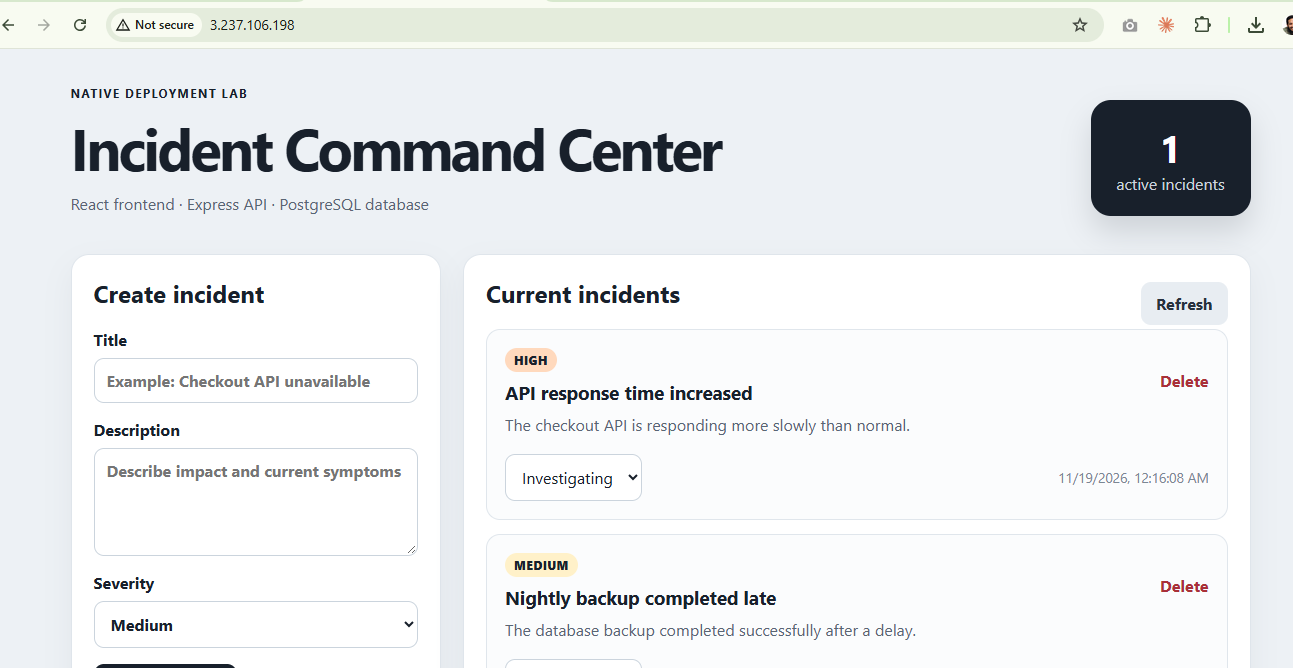 Not secure 3.237.106.198
NATIVE DEPLOYMENT LAB
Incident Command Center
React frontend · Express API · PostgreSQL database
1
active incidents
Create incident
Title
Example: Checkout API unavailable
Description
Describe impact and current symptoms
Severity
Medium
Current incidents
Refresh
HIGH
API response time increased
Delete
The checkout API is responding more slowly than normal.
Investigating
11/19/2026, 12:16:08 AM
MEDIUM
Nightly backup completed late
Delete
The database backup completed successfully after a delay.